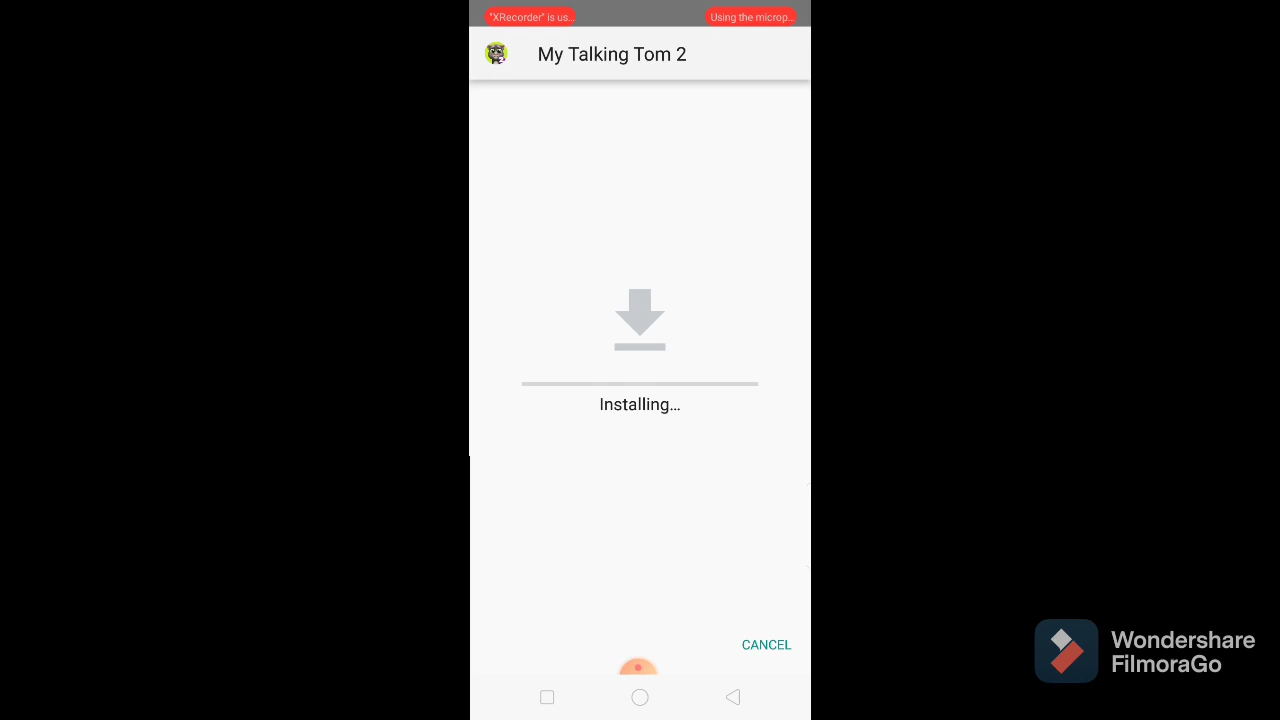 "XRecorder" is us...
Using the microp...
My Talking Tom 2
Installing...
CANCEL
Wondershare
FilmoraGo